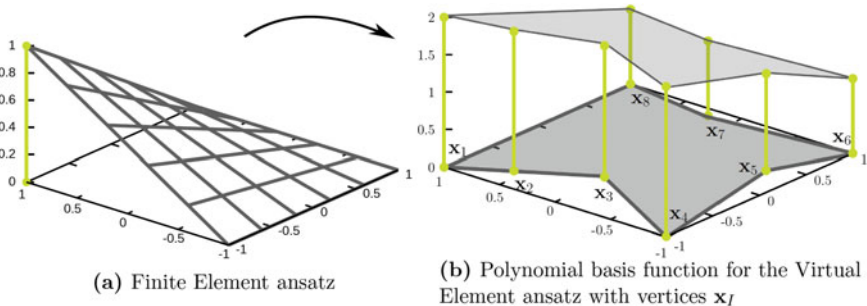 1
0.8
0.6
0.4
0.2
0
1
0.5
0
-0.5
-1
-1
-0.5
0
0.5
1
(a) Finite Element ansatz
2
1.5
1
0.5
0
1
0.5
0
-0.5
-1
-1
-0.5
0
0.5
1
x1
x2
x3
x4
x5
x6
x7
x8
(b) Polynomial basis function for the Virtual
Element ansatz with vertices xI